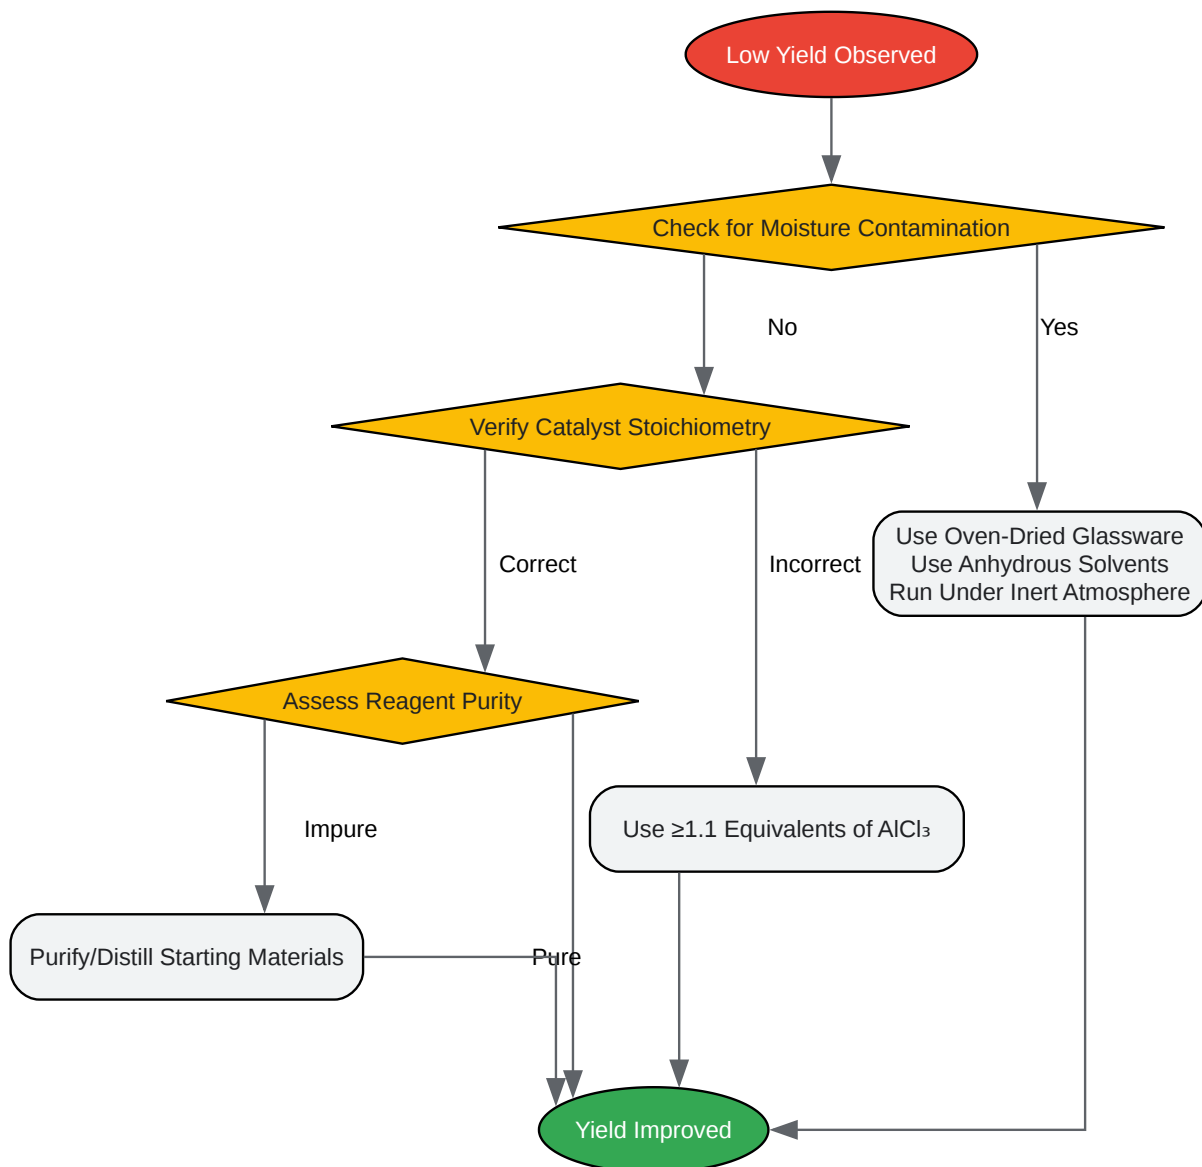 Low Yield Observed
Check for Moisture Contamination
No
Yes
Verify Catalyst Stoichiometry
Use Oven-Dried Glassware
Use Anhydrous Solvents
Run Under Inert Atmosphere
Correct
Incorrect
Assess Reagent Purity
Impure
Use ≥1.1 Equivalents of AlCl₃
Purify/Distill Starting Materials
Pure
Yield Improved